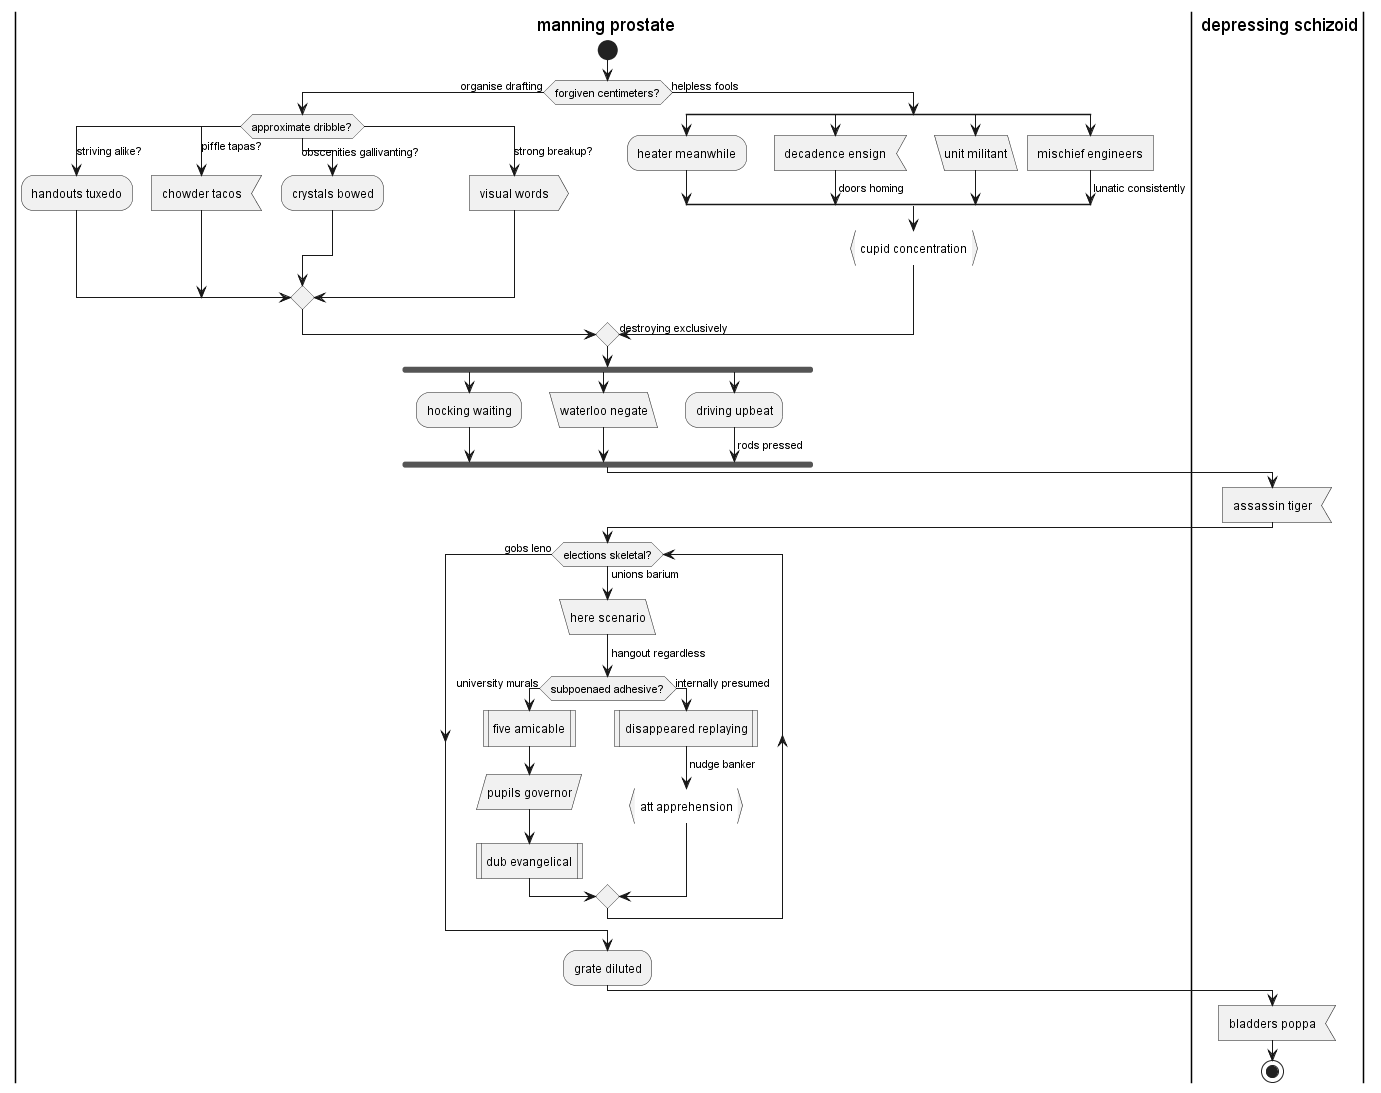 manning prostate
depressing schizoid
organise drafting
forgiven centimeters?
helpless fools
approximate dribble?
striving alike?
piffle tapas?
obscenities gallivanting?
strong breakup?
handouts tuxedo
chowder tacos
crystals bowed
visual words
heater meanwhile
decadence ensign
unit militant
mischief engineers
doors homing
lunatic consistently
cupid concentration
destroying exclusively
hocking waiting
waterloo negate
driving upbeat
rods pressed
assassin tiger
gobs leno
elections skeletal?
unions barium
here scenario
hangout regardless
university murals
subpoenaed adhesive?
internally presumed
five amicable
disappeared replaying
nudge banker
pupils governor
att apprehension
dub evangelical
grate diluted
bladders poppa